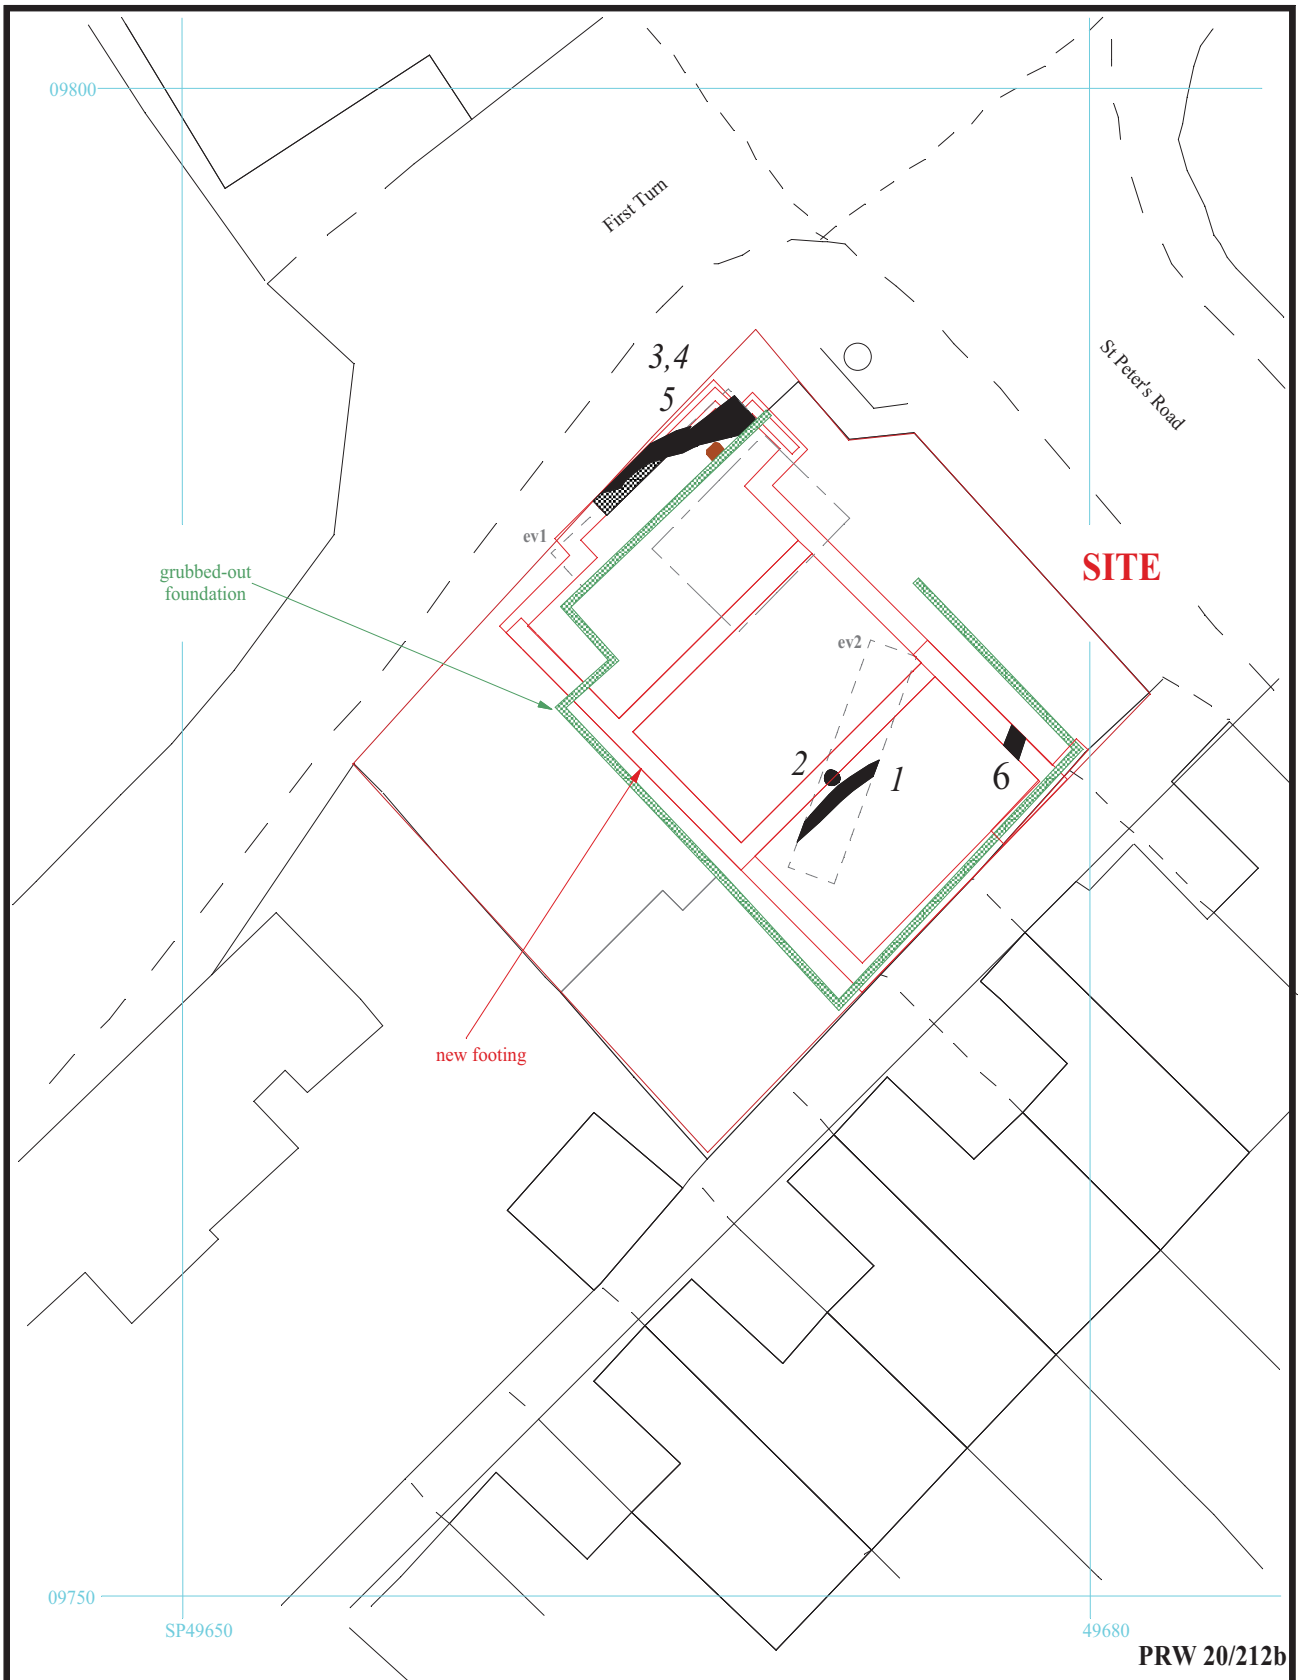 09800
First Turn
St Peter's Road
3,4
5
ev1
SITE
grubbed-out
foundation
ev2
2
1
6
new footing
09750
SP49650
49680
PRW 20/212b